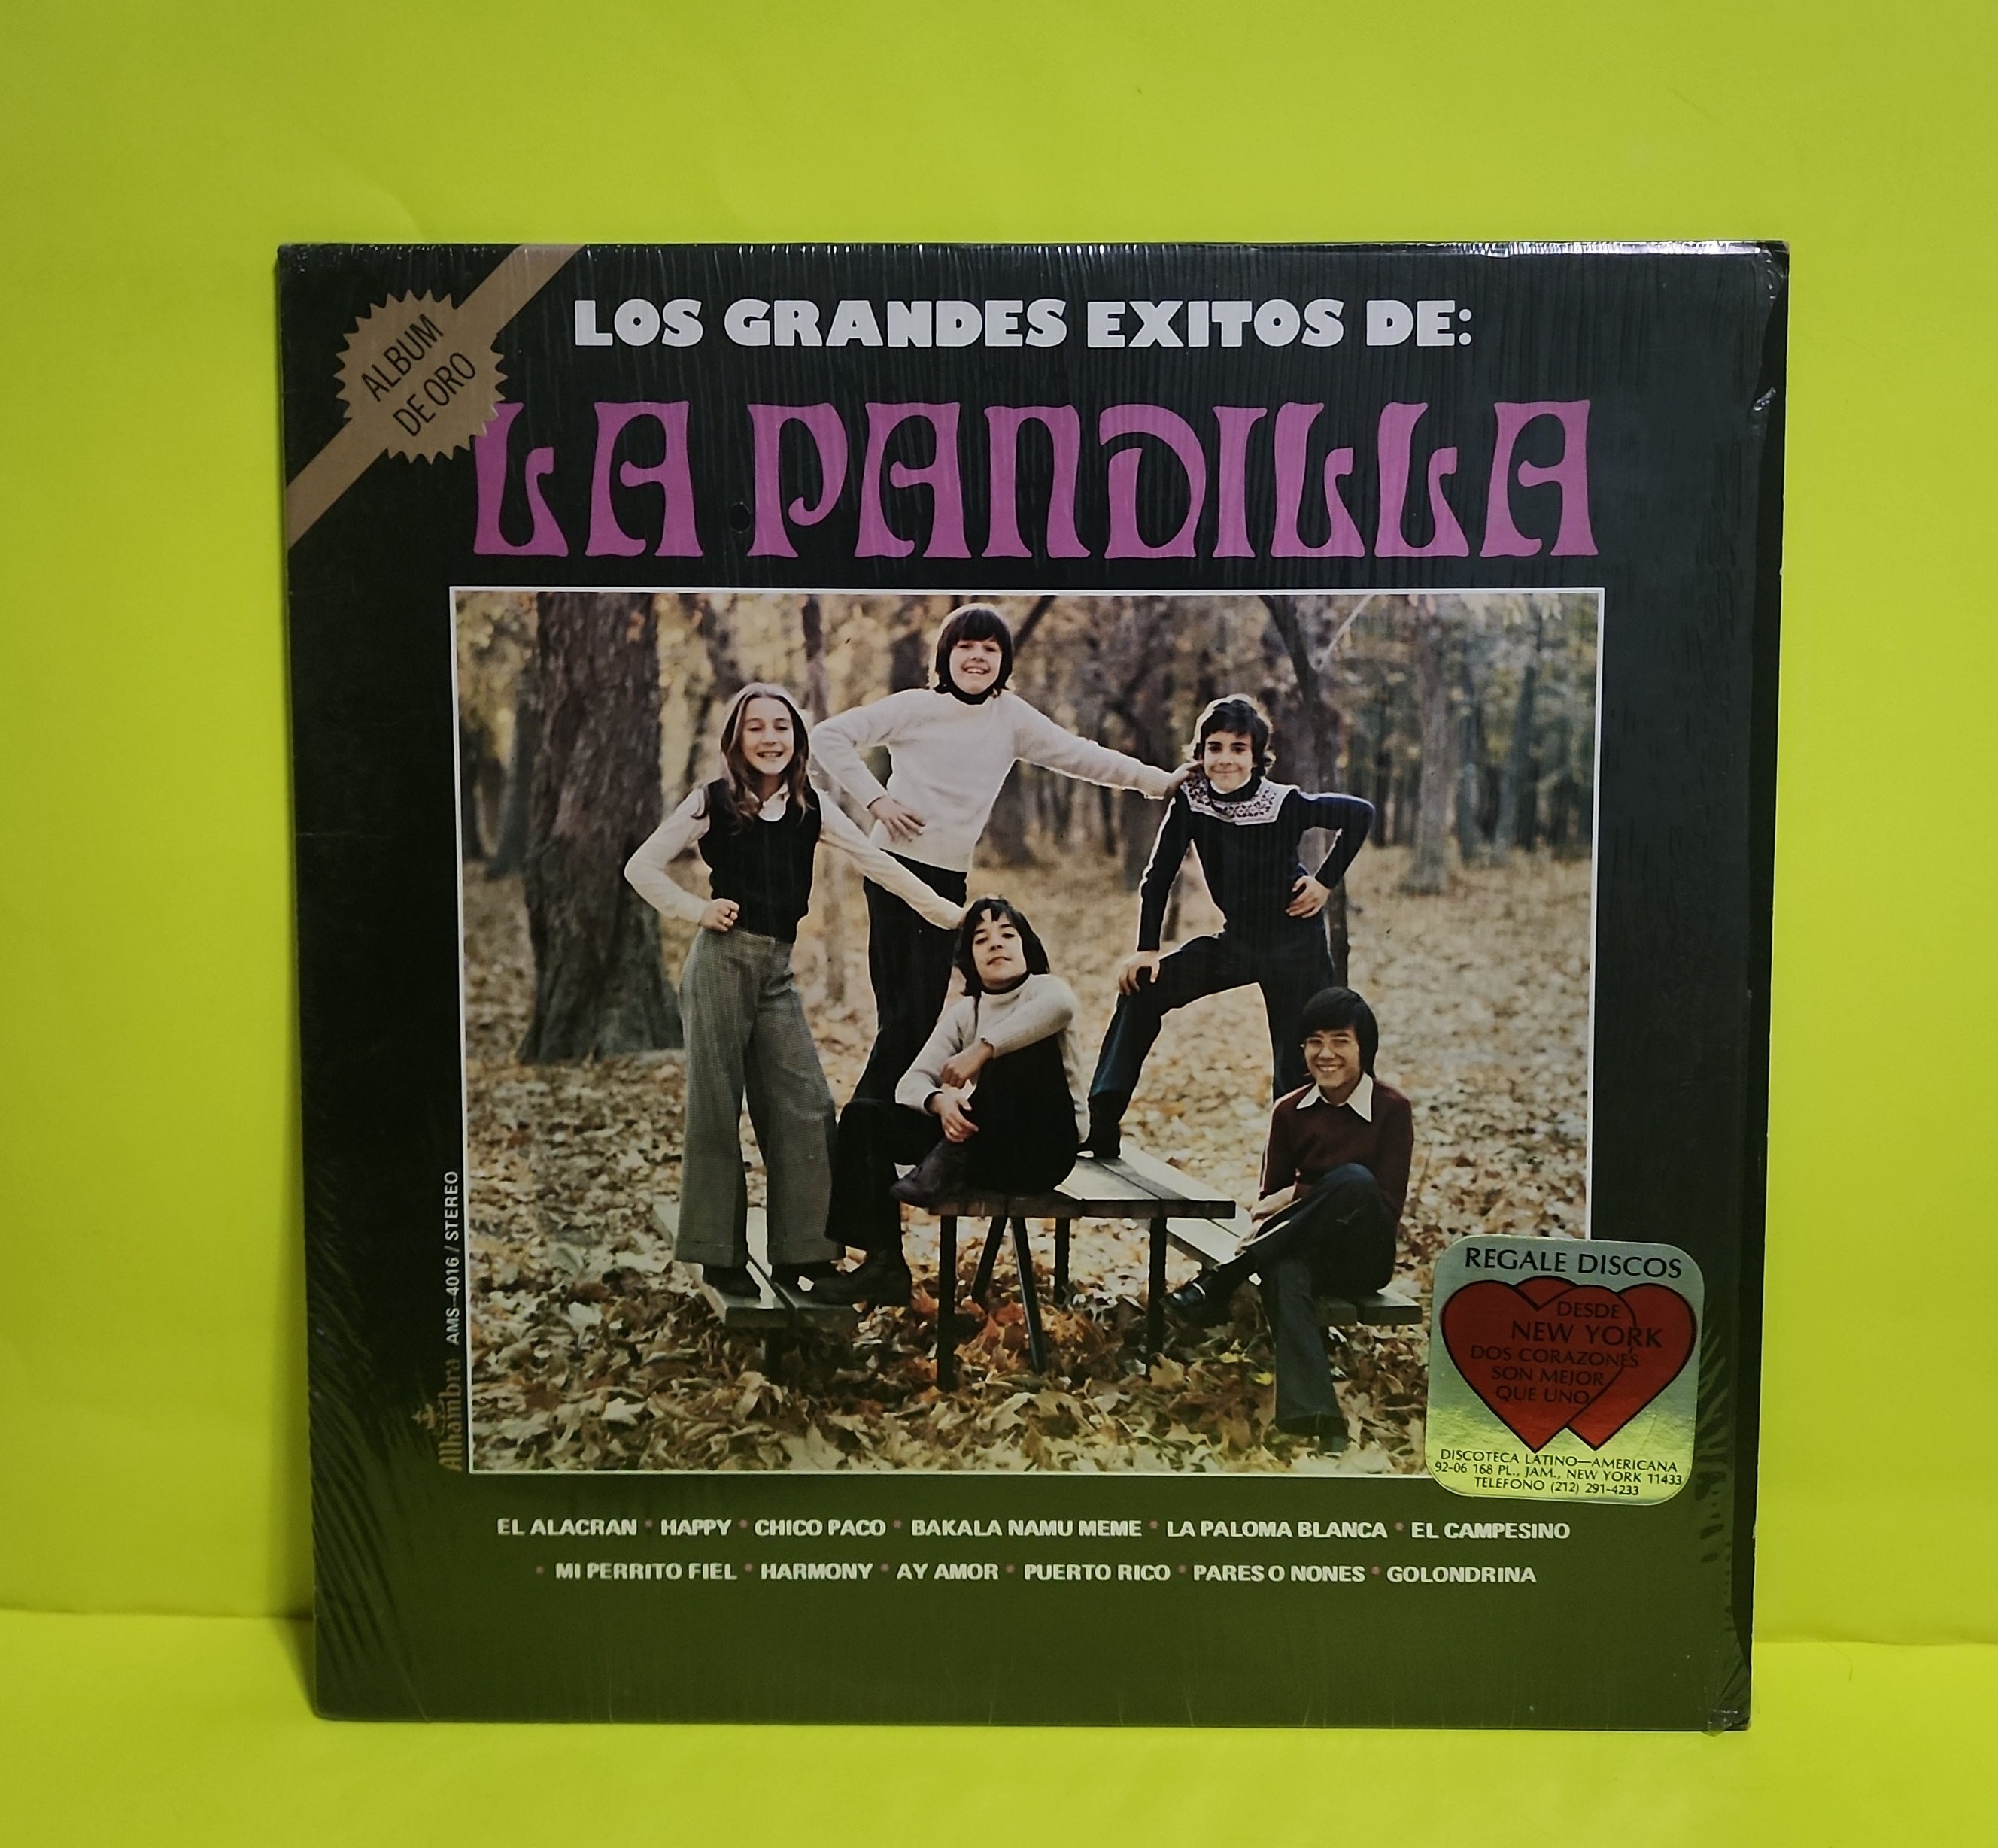 ALBUM
DE ORO
LOS GRANDES EXITOS DE:
LA PANDILLA
Alhambra AMS-4016 / STEREO
REGALE DISCOS
DESDE
NEW YORK
DOS CORAZONES
SON MEJOR
QUE UNO
DISCOTECA LATINO—AMERICANA
92-06 168 PL., JAM., NEW YORK 11433
TELEFONO (212) 291-4233
EL ALACRAN * HAPPY * CHICO PACO * BAKALA NAMU MEME * LA PALOMA BLANCA * EL CAMPESINO
* MI PERRITO FIEL * HARMONY * AY AMOR * PUERTO RICO * PARES O NONES * GOLONDRINA